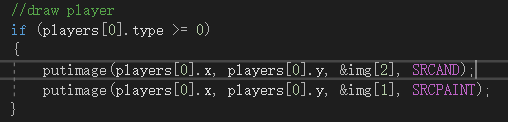 //draw player
if (players[0].type >= 0)
{
putimage(players[0].x, players[0].y, &img[2], SRCAND);
putimage(players[0].x, players[0].y, &img[1], SRCPAINT);
}